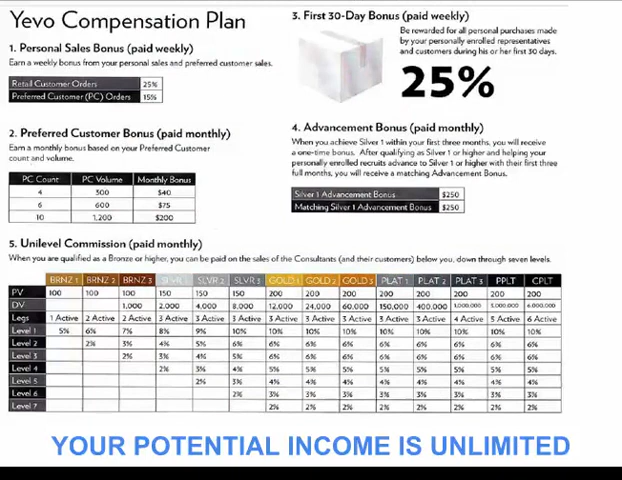 Yevo Compensation Plan
1. Personal Sales Bonus (paid weekly)
Earn a weekly bonus from your personal sales and preferred customer sales.
Retail Customer Orders 25%
Preferred Customer (PC) Orders 15%
2. Preferred Customer Bonus (paid monthly)
Earn a monthly bonus based on your Preferred Customer
count and volume.
PC Count PC Volume Monthly Bonus
4 300 $40
6 600 $75
10 1,200 $200
3. First 30-Day Bonus (paid weekly)
Be rewarded for all personal purchases made
by your personally enrolled representatives
and customers during his or her first 30 days.
25%
4. Advancement Bonus (paid monthly)
When you achieve Silver 1 within your first three months, you will receive
a one-time bonus. After qualifying as Silver 1 or higher and helping your
personally enrolled recruits advance to Silver 1 or higher with their first three
full months, you will receive a matching Advancement Bonus.
Silver 1 Advancement Bonus $250
Matching Silver 1 Advancement Bonus $250
5. Unilevel Commission (paid monthly)
When you are qualified as a Bronze or higher, you can be paid on the sales of the Consultants (and their customers) below you, down through seven levels.
BRNZ 1 BRNZ 2 BRNZ 3 SLVR 1 SLVR 2 SLVR 3 GOLD 1 GOLD 2 GOLD 3 PLAT 1 PLAT 2 PLAT 3 PPLT CPLT
PV 100 100 100 150 150 150 200 200 200 200 200 200 200 200
DV 1,000 2,000 4,000 8,000 12,000 24,000 60,000 150,000 400,000 1,000,000
Legs 1 Active 2 Active 2 Active 3 Active 3 Active 3 Active 3 Active 3 Active 3 Active 3 Active 3 Active 4 Active 5 Active 6 Active
Level 1 5% 6% 7% 8% 9% 10% 10% 10% 10% 10% 10% 10% 10% 10%
Level 2 2% 3% 4% 5% 6% 6% 6% 6% 6% 6% 6% 6% 6%
Level 3 2% 3% 4% 5% 6% 6% 6% 6% 6% 6% 6% 6%
Level 4 2% 3% 4% 5% 5% 5% 5% 5% 5% 5% 5%
Level 5 2% 3% 4% 4% 4% 4% 4% 4% 4% 4%
Level 6 2% 3% 3% 3% 3% 3% 3% 3% 3%
Level 7 2% 2% 2% 2% 2% 2% 2% 2%
YOUR POTENTIAL INCOME IS UNLIMITED